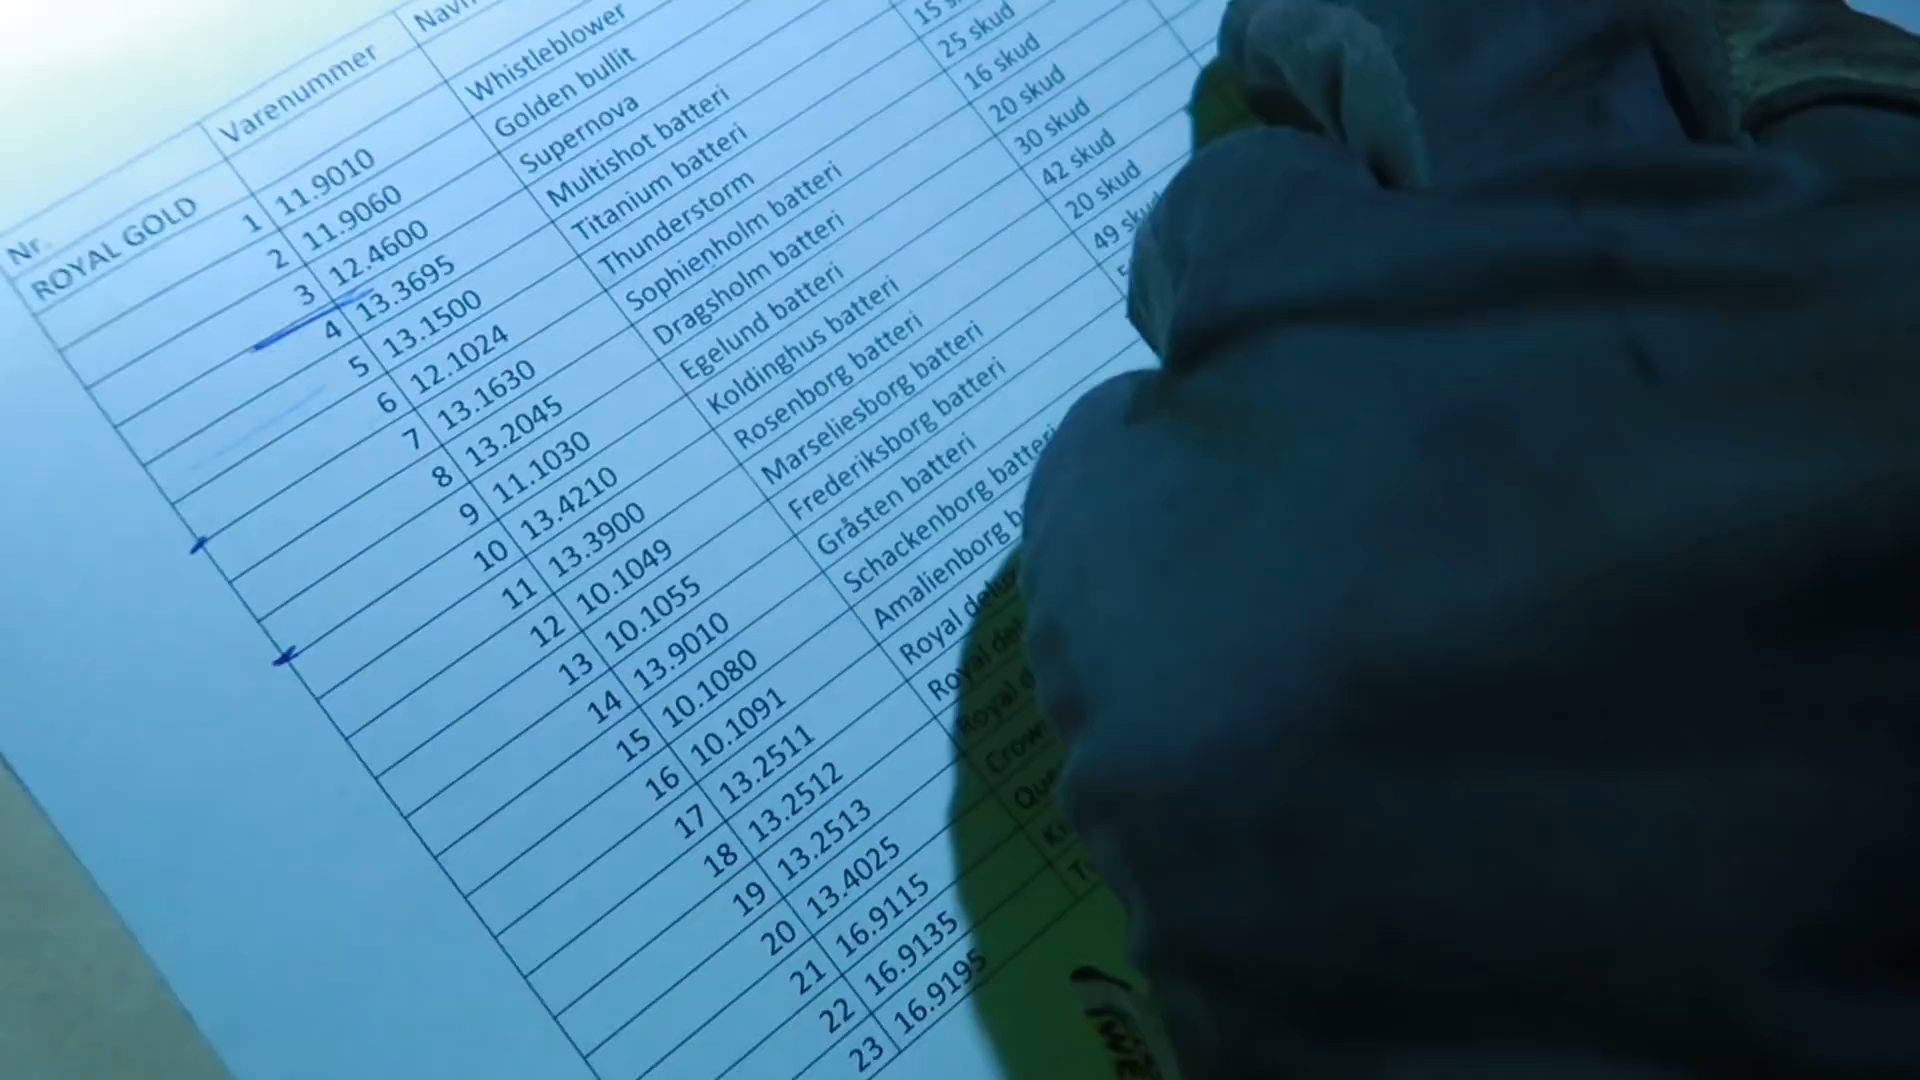 Nr. Varenummer
ROYAL GOLD
1 11.9010 Whistleblower
2 11.9060 Golden bullit
3 12.4600 Supernova
4 13.3695 Multishot batteri
5 13.1500 Titanium batteri 15
6 12.1024 Thunderstorm 25 skud
7 13.1630 Sophienholm batteri 16 skud
8 13.2045 Dragsholm batteri 20 skud
9 11.1030 Egelund batteri 30 skud
10 13.4210 Koldinghus batteri 42 skud
11 13.3900 Rosenborg batteri 20 skud
12 10.1049 Marseliesborg batteri 49 skud
13 10.1055 Frederiksborg batteri
14 13.9010 Gråsten batteri
15 10.1080 Schackenborg batteri
16 10.1091 Amalienborg
17 13.2511 Royal
18 13.2512 Royal
19 13.2513 Royal
20 13.4025
21 16.9115
22 16.9135
23 16.9195